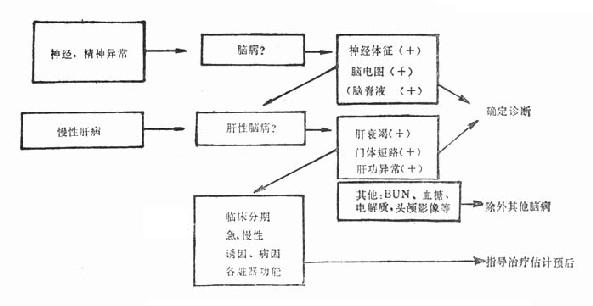 神经、精神异常
脑病?
神经体征(+)
脑电图(+)
(脑脊液 (+)
确定诊断
慢性肝病
肝性脑病?
肝衰竭(+)
门体短路(+)
肝功异常(+)
其他:BUN、血糖、
电解质,头颅影像等
除外其他脑病
临床分期
急、慢性
诱因、病因
各脏器功能
指导治疗估计预后